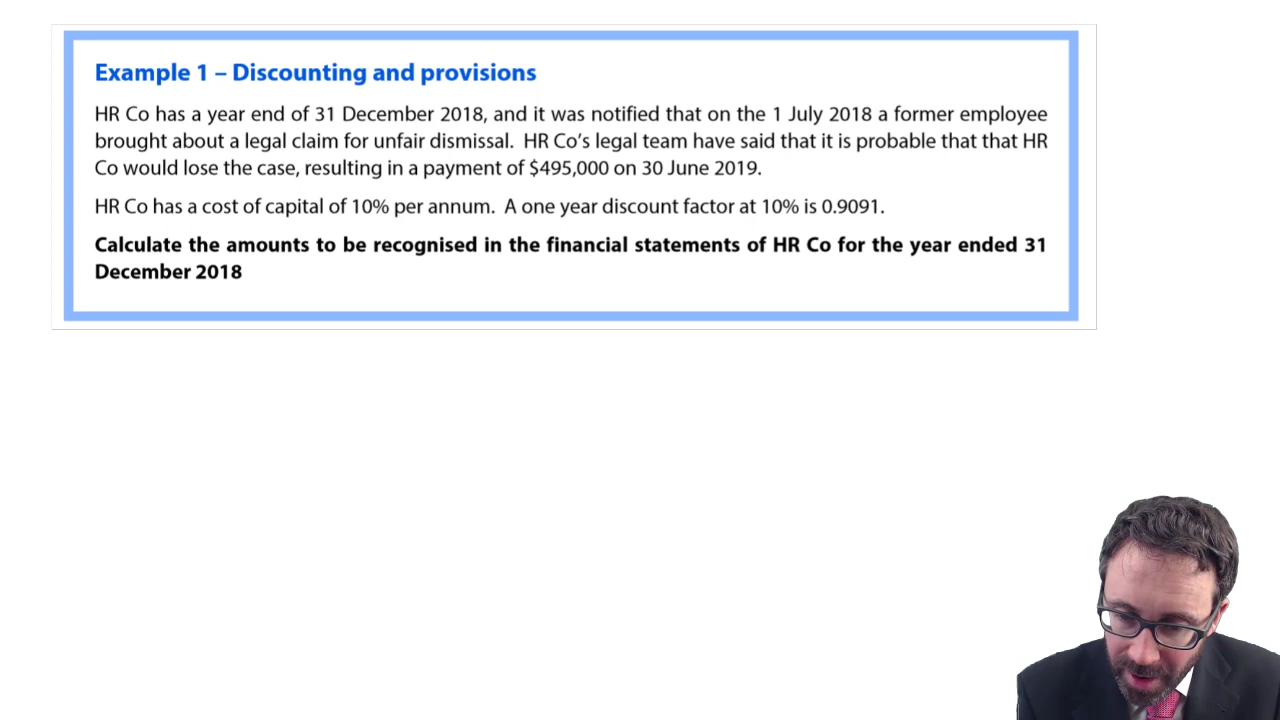 Example 1 – Discounting and provisions
HR Co has a year end of 31 December 2018, and it was notified that on the 1 July 2018 a former employee
brought about a legal claim for unfair dismissal. HR Co's legal team have said that it is probable that that HR
Co would lose the case, resulting in a payment of $495,000 on 30 June 2019.
HR Co has a cost of capital of 10% per annum. A one year discount factor at 10% is 0.9091.
Calculate the amounts to be recognised in the financial statements of HR Co for the year ended 31
December 2018